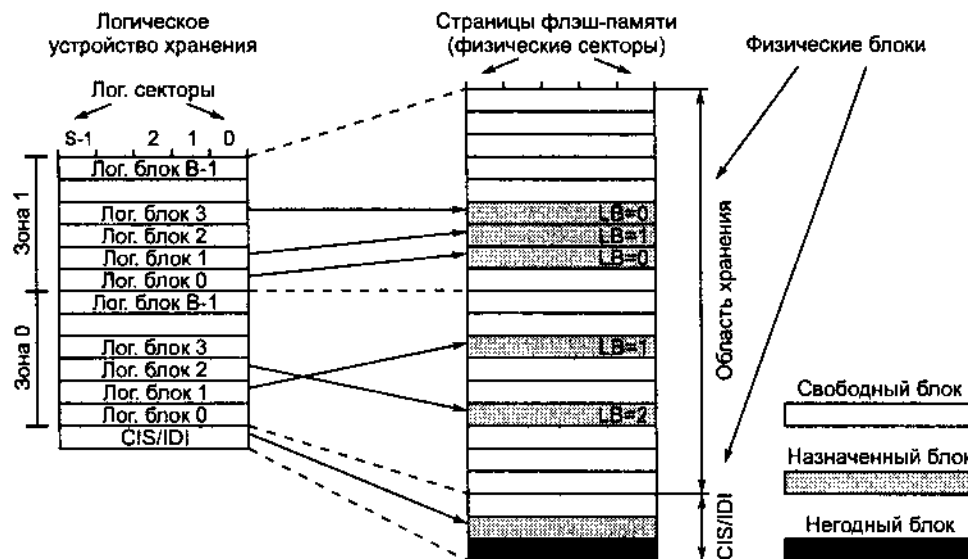 Логическое
устройство хранения
Лог. секторы
S-1 2 1 0
Лог. блок B-1
Лог. блок 3
Лог. блок 2
Лог. блок 1
Лог. блок 0
Лог. блок B-1
Лог. блок 3
Лог. блок 2
Лог. блок 1
Лог. блок 0
CIS/IDI
Зона 1
Зона 0
Страницы флэш-памяти
(физические секторы)
LB=0
LB=1
LB=0
LB=1
LB=2
Область хранения
CIS/IDI
Физические блоки
Свободный блок
Назначенный блок
Негодный блок